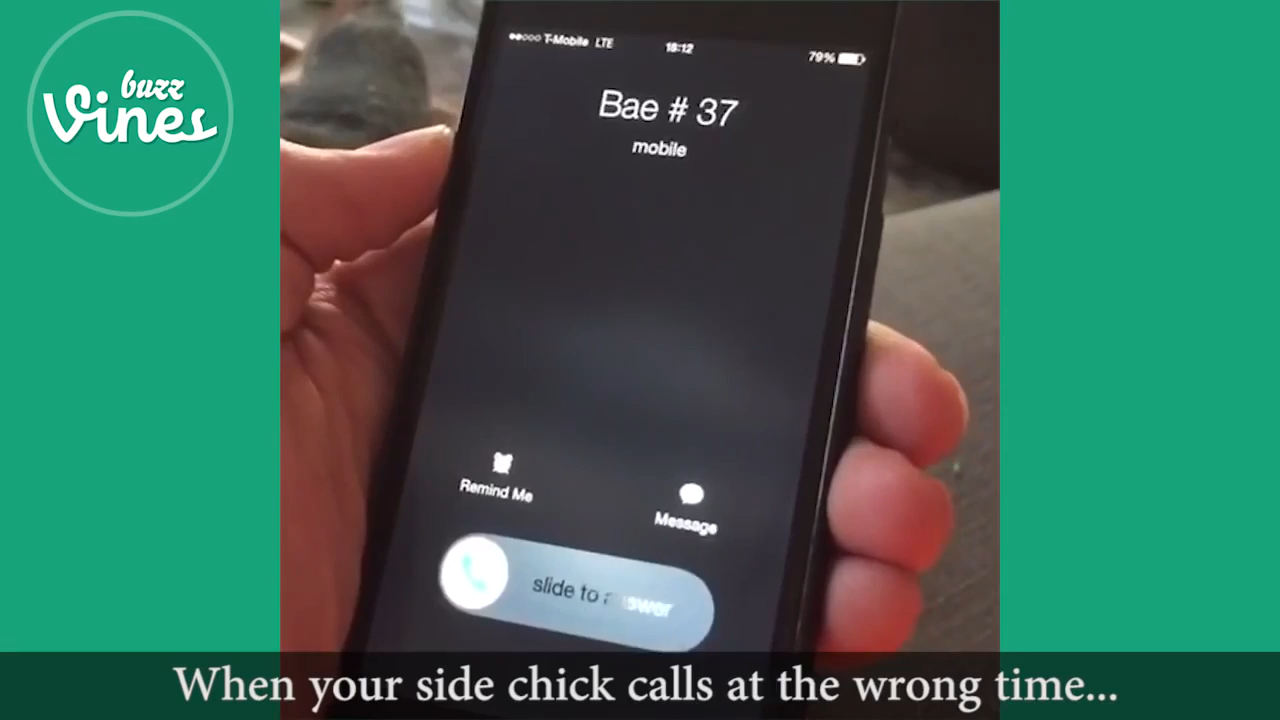 buzz
Vines
T-Mobile LTE 18:12 79%
Bae # 37
mobile
Remind Me
Message
slide to answer
When your side chick calls at the wrong time...